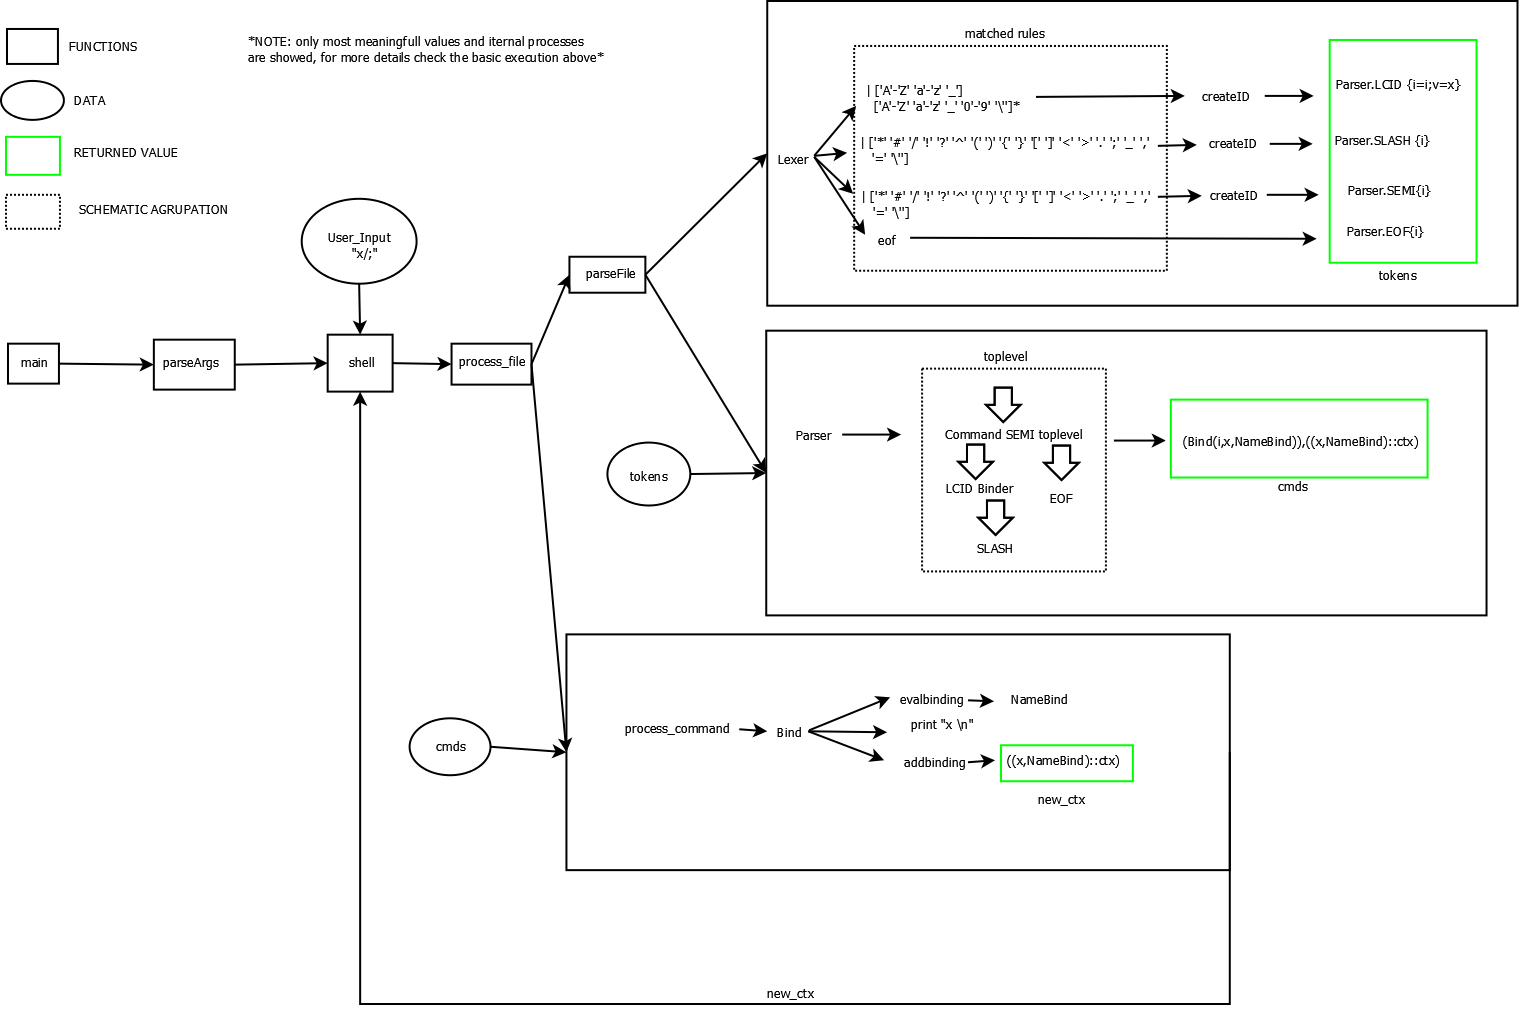 FUNCTIONS
*NOTE: only most meaningfull values and iternal processes
are showed, for more details check the basic execution above*
DATA
RETURNED VALUE
SCHEMATIC AGRUPATION
User_Input
"x/;"
main
parseArgs
shell
process_file
parseFile
tokens
cmds
matched rules
Lexer
| ['A'-'Z' 'a'-'z' '_']
['A'-'Z' 'a'-'z' '_' '0'-'9' '\'']*
createID
Parser.LCID {i=i;v=x}
| ['*' '#' '/' '!' '?' '^' '(' ')' '{' '}' '[' ']' '<' '>' '.' ';' '_' ','
'=' '\'']
createID
Parser.SLASH {i}
| ['*' '#' '/' '!' '?' '^' '(' ')' '{' '}' '[' ']' '<' '>' '.' ';' '_' ','
'=' '\'']
createID
Parser.SEMI{i}
eof
Parser.EOF{i}
tokens
toplevel
Parser
Command SEMI toplevel
LCID Binder
EOF
SLASH
(Bind(i,x,NameBind)),((x,NameBind)::ctx)
cmds
process_command
Bind
evalbinding
NameBind
print "x \n"
addbinding
((x,NameBind)::ctx)
new_ctx
new_ctx